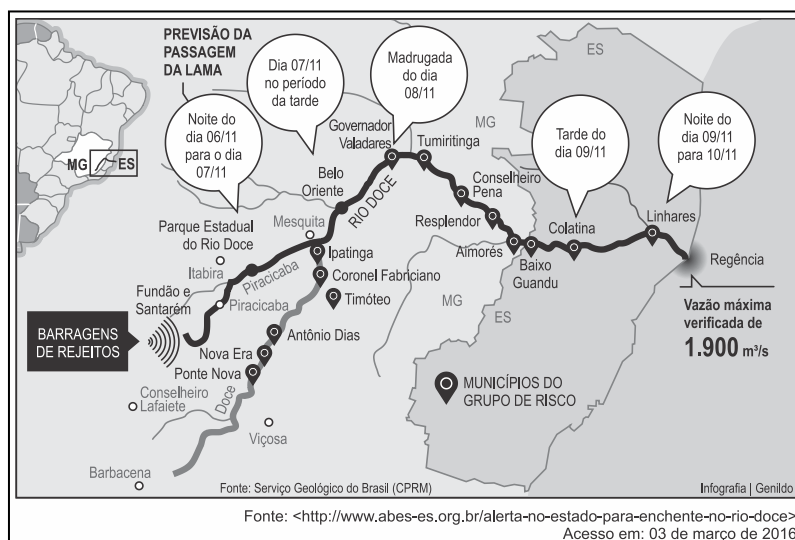 PREVISÃO DA
PASSAGEM
DA LAMA
Noite do
dia 06/11
para o dia
07/11
Dia 07/11
no período
da tarde
Madrugada
do dia
08/11
Tarde do
dia 09/11
Noite do
dia 09/11
para 10/11
ES
MG
ES
MG
Governador
Valadares
Tumiritinga
Belo
Oriente
RIO DOCE
Conselheiro
Pena
Parque Estadual
do Rio Doce
Mesquita
Resplendor
Colatina
Linhares
Itabira
Piracicaba
Ipatinga
Aimorés
Baixo
Guandu
Regência
Fundão e
Santarém
Piracicaba
Coronel Fabriciano
Timóteo
MG
ES
Vazão máxima
verificada de
1.900 m³/s
BARRAGENS
DE REJEITOS
Antônio Dias
Nova Era
Ponte Nova
MUNICÍPIOS DO
GRUPO DE RISCO
Conselheiro
Lafaiete
Doce
Viçosa
Barbacena
Fonte: Serviço Geológico do Brasil (CPRM)
Infografia | Genildo
Fonte: <http://www.abes-es.org.br/alerta-no-estado-para-enchente-no-rio-doce>
Acesso em: 03 de março de 2016